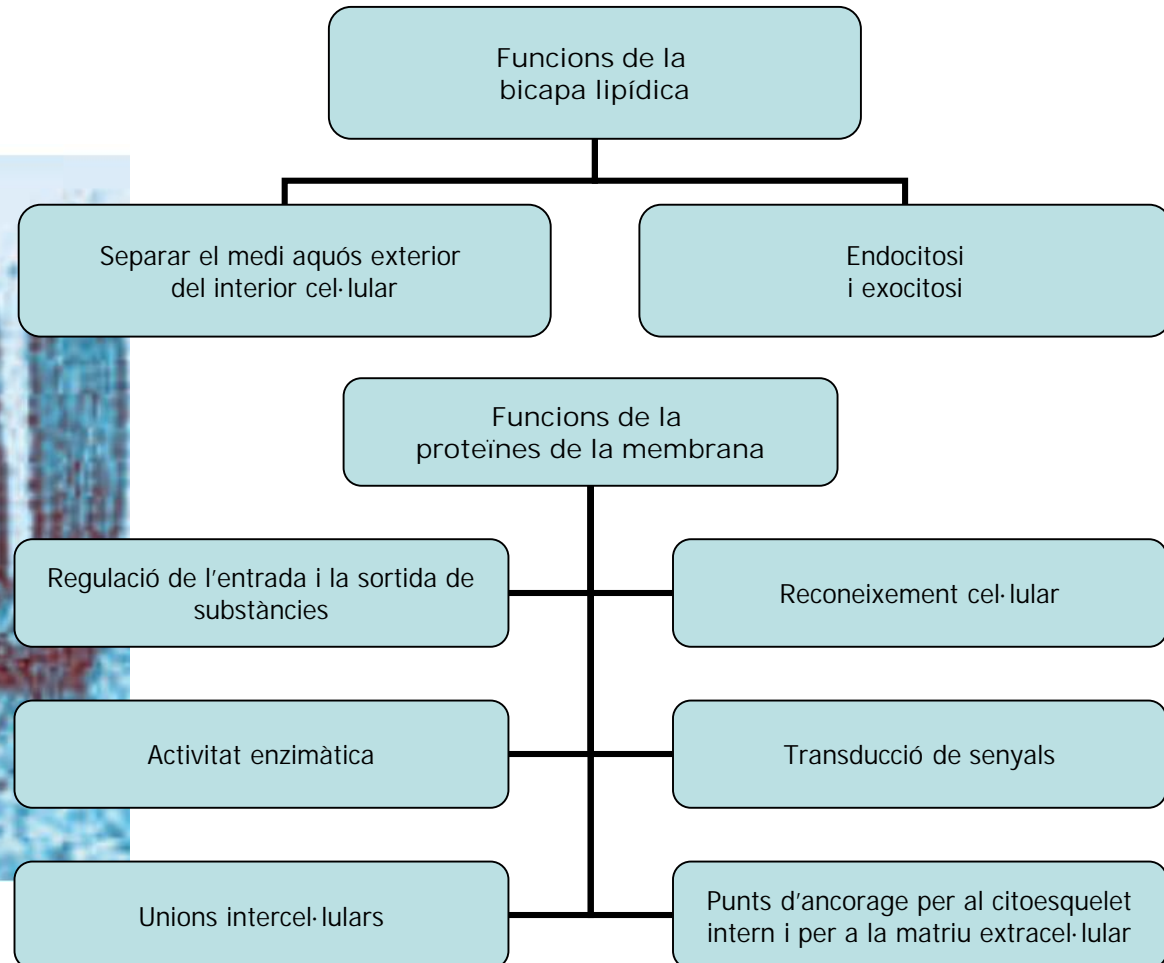 Funcions de la
bicapa lipídica
Separar el medi aquós exterior
del interior cel·lular
Endocitosi
i exocitosi
Funcions de la
proteïnes de la membrana
Regulació de l'entrada i la sortida de
substàncies
Reconeixement cel·lular
Activitat enzimàtica
Transducció de senyals
Unions intercel·lulars
Punts d'ancorage per al citoesquelet
intern i per a la matriu extracel·lular